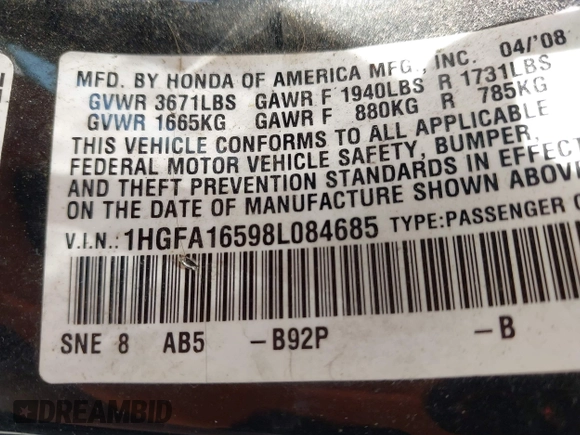 MFD. BY HONDA OF AMERICA MFG., INC. 04/'08
GVWR 3671LBS GAWR F 1940LBS R 1731LBS
GVWR 1665KG GAWR F 880KG R 785KG
THIS VEHICLE CONFORMS TO ALL APPLICABLE
FEDERAL MOTOR VEHICLE SAFETY, BUMPER,
AND THEFT PREVENTION STANDARDS IN EFFECT
ON THE DATE OF MANUFACTURE SHOWN ABOVE
V.I.N.: 1HGFA16598L084685 TYPE:PASSENGER C
SNE 8 AB5 -B92P -B
DREAMBID